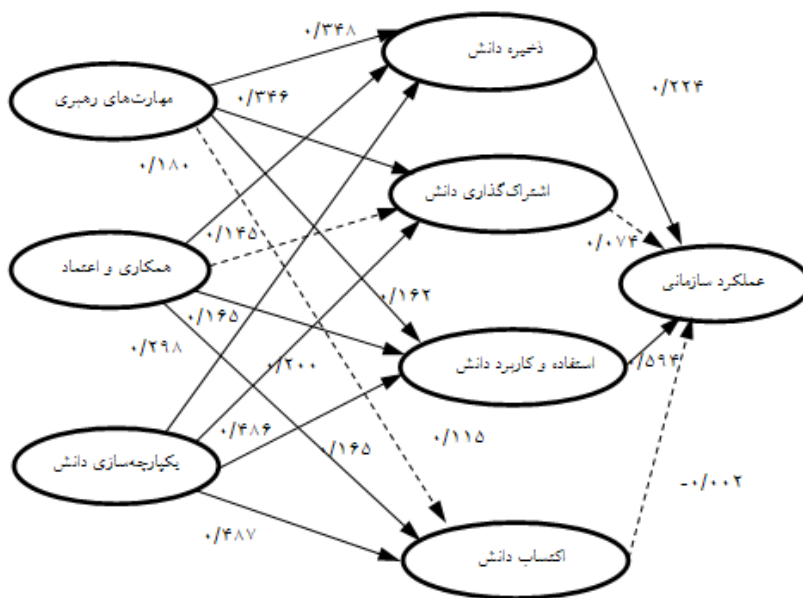 ۰/۳۴۸
ذخیره دانش
مهارت‌های رهبری
۰/۳۴۶
۰/۲۲۴
۰/۱۸۰
اشتراک‌گذاری دانش
۰/۱۴۵
۰/۰۷۴
همکاری و اعتماد
عملکرد سازمانی
۰/۱۶۲
۰/۱۶۵
۰/۲۹۸
۰/۲۰۰
استفاده و کاربرد دانش
۰/۵۹۴
۰/۴۸۶
۰/۱۶۵
۰/۱۱۵
یکپارچه‌سازی دانش
-۰/۰۰۲
۰/۴۸۷
اکتساب دانش